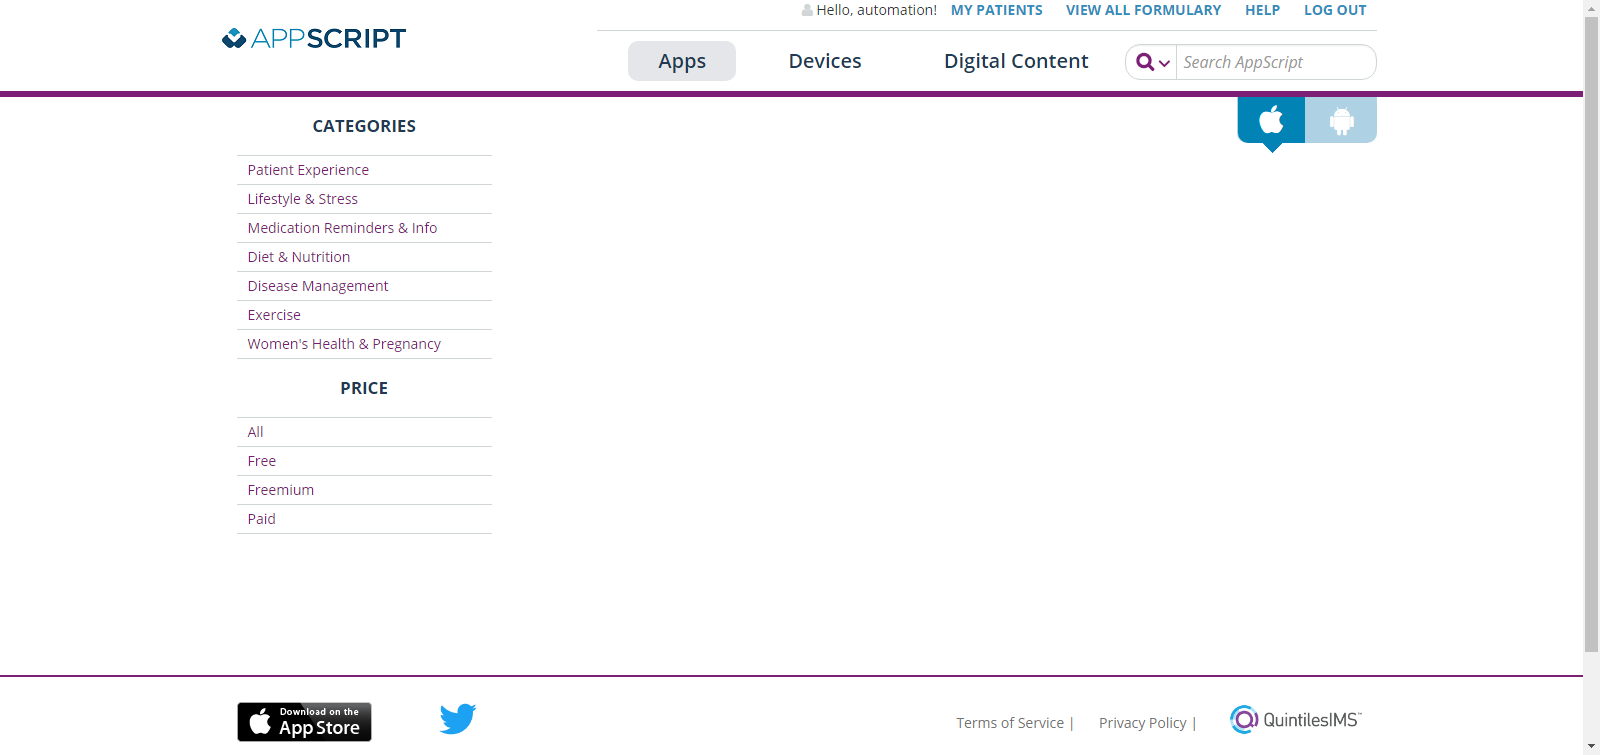 Hello, automation! MY PATIENTS VIEW ALL FORMULARY HELP LOG OUT
APPSCRIPT
Apps Devices Digital Content Search AppScript
CATEGORIES
Patient Experience
Lifestyle & Stress
Medication Reminders & Info
Diet & Nutrition
Disease Management
Exercise
Women's Health & Pregnancy
PRICE
All
Free
Freemium
Paid
Download on the
App Store
Terms of Service | Privacy Policy | QuintilesIMS™